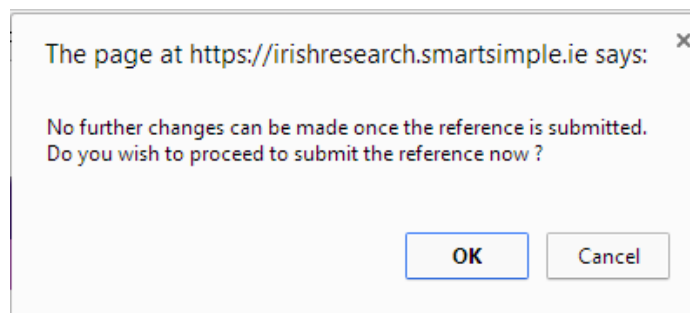 The page at https://irishresearch.smartsimple.ie says:
No further changes can be made once the reference is submitted.
Do you wish to proceed to submit the reference now ?
OK
Cancel